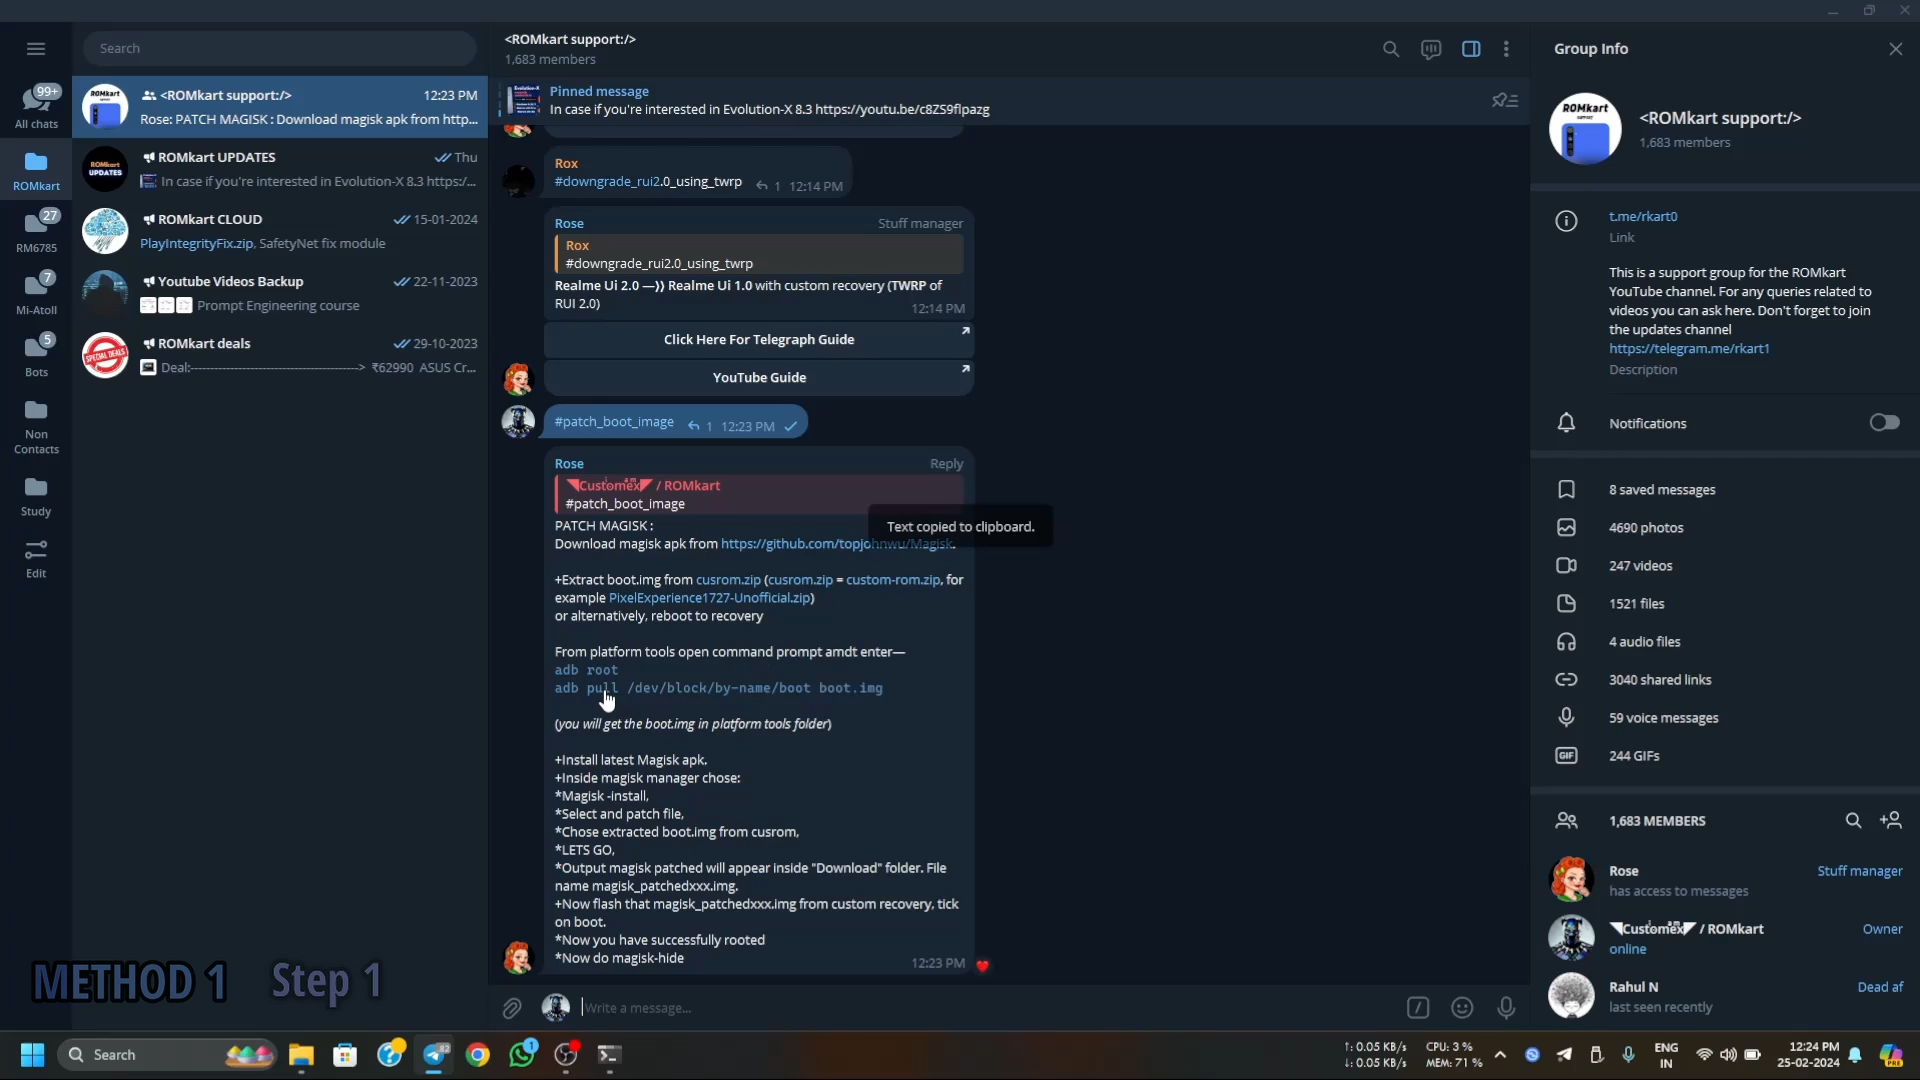 Search
99+
All chats
ROMkart
27
RM6785
7
Mi-Atoll
5
Bots
Non
Contacts
Study
Edit
<ROMkart support:/>
12:23 PM
Rose: PATCH MAGISK : Download magisk apk from http...
ROMkart UPDATES
Thu
In case if you're interested in Evolution-X 8.3 https:/...
ROMkart CLOUD
15-01-2024
PlayIntegrityFix.zip, SafetyNet fix module
Youtube Videos Backup
22-11-2023
Prompt Engineering course
ROMkart deals
29-10-2023
Deal:-------------------------------------------> ₹62990 ASUS Cr...
<ROMkart support:/>
1,683 members
Pinned message
In case if you're interested in Evolution-X 8.3 https://youtu.be/c8ZS9flpazg
Rox
#downgrade_rui2.0_using_twrp
1 12:14 PM
Rose
Stuff manager
Rox
#downgrade_rui2.0_using_twrp
Realme Ui 2.0 —⟩⟩ Realme Ui 1.0 with custom recovery (TWRP of
RUI 2.0)
12:14 PM
Click Here For Telegraph Guide
YouTube Guide
#patch_boot_image
1 12:23 PM
Rose
Reply
/ ROMkart
#patch_boot_image
Text copied to clipboard.
PATCH MAGISK :
Download magisk apk from https://github.com/topjohnwu/Magisk.
+Extract boot.img from cusrom.zip (cusrom.zip = custom-rom.zip, for
example PixelExperience1727-Unofficial.zip)
or alternatively, reboot to recovery
From platform tools open command prompt amdt enter—
adb root
adb pull /dev/block/by-name/boot boot.img
(you will get the boot.img in platform tools folder)
+Install latest Magisk apk.
+Inside magisk manager chose:
*Magisk -install,
*Select and patch file,
*Chose extracted boot.img from cusrom,
*LETS GO,
*Output magisk patched will appear inside "Download" folder. File
name magisk_patchedxxx.img.
+Now flash that magisk_patchedxxx.img from custom recovery, tick
on boot.
*Now you have successfully rooted
*Now do magisk-hide
12:23 PM
Write a message...
METHOD 1 Step 1
Group Info
ROMkart
SUPPORT
<ROMkart support:/>
1,683 members
t.me/rkart0
Link
This is a support group for the ROMkart
YouTube channel. For any queries related to
videos you can ask here. Don't forget to join
the updates channel
https://telegram.me/rkart1
Description
Notifications
8 saved messages
4690 photos
247 videos
1521 files
4 audio files
3040 shared links
59 voice messages
GIF
244 GIFs
1,683 MEMBERS
Rose
Stuff manager
has access to messages
/ ROMkart
Owner
online
Rahul N
Dead af
last seen recently
Search
82
1
↑: 0.05 KB/s
↓: 0.05 KB/s
CPU: 3 %
MEM: 71 %
ENG
IN
12:24 PM
25-02-2024
PRE